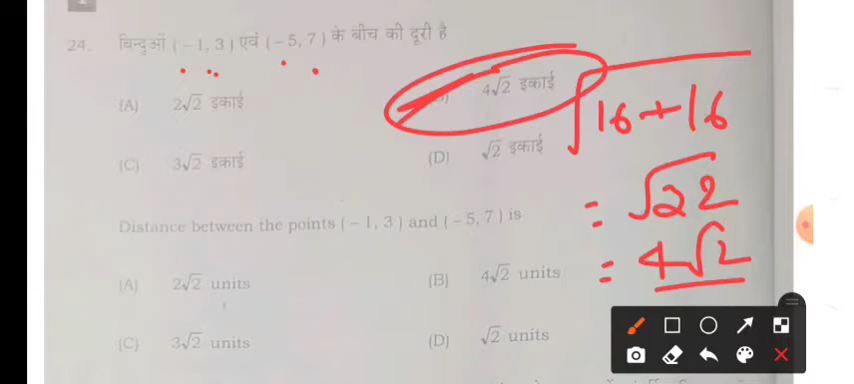 24. बिन्दुओं (−1, 3) एवं (−5, 7) के बीच की दूरी है
(A) 2√2 इकाई
4√2 इकाई
(C) 3√2 इकाई
(D) √2 इकाई
√16+16
= √22
= 4√2
Distance between the points (−1, 3) and (−5, 7) is
(A) 2√2 units
(B) 4√2 units
(C) 3√2 units
(D) √2 units